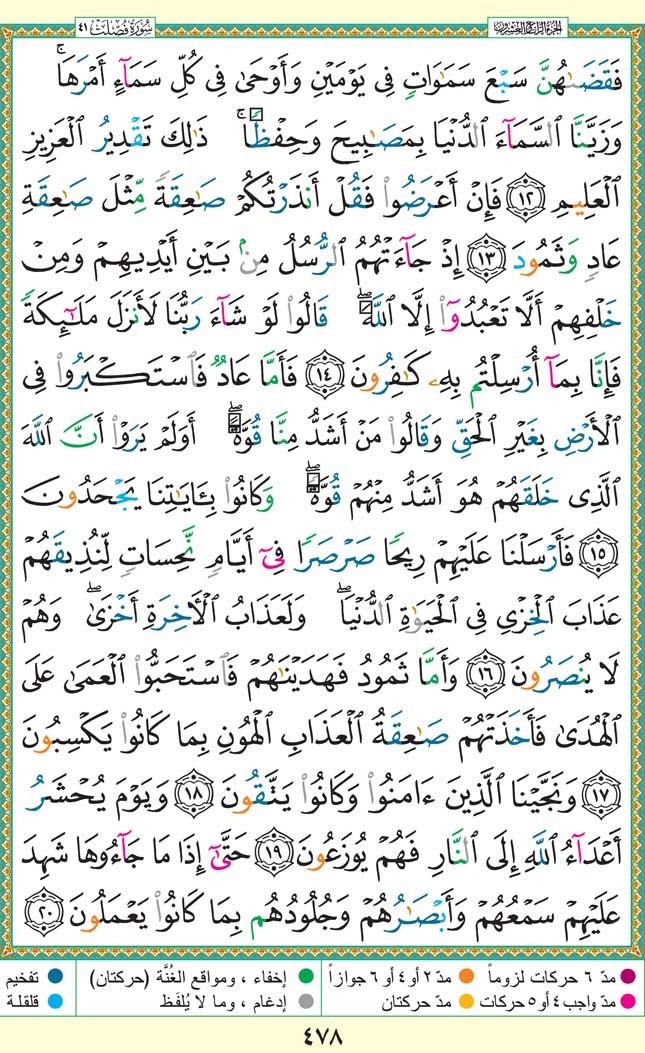 سُورَةُ فُصِّلَتْ ٤١
الجزء الرابع والعشرون
فَقَضَىٰهُنَّ سَبْعَ سَمَٰوَاتٍ فِى يَوْمَيْنِ وَأَوْحَىٰ فِى كُلِّ سَمَآءٍ أَمْرَهَا ۚ
وَزَيَّنَّا ٱلسَّمَآءَ ٱلدُّنْيَا بِمَصَٰبِيحَ وَحِفْظًا ۚ ذَٰلِكَ تَقْدِيرُ ٱلْعَزِيزِ
ٱلْعَلِيمِ ١٢ فَإِنْ أَعْرَضُوا۟ فَقُلْ أَنذَرْتُكُمْ صَٰعِقَةً مِّثْلَ صَٰعِقَةِ
عَادٍ وَثَمُودَ ١٣ إِذْ جَآءَتْهُمُ ٱلرُّسُلُ مِنۢ بَيْنِ أَيْدِيهِمْ وَمِنْ
خَلْفِهِمْ أَلَّا تَعْبُدُوٓا۟ إِلَّا ٱللَّهَ ۖ قَالُوا۟ لَوْ شَآءَ رَبُّنَا لَأَنزَلَ مَلَٰٓئِكَةً
فَإِنَّا بِمَآ أُرْسِلْتُم بِهِۦ كَٰفِرُونَ ١٤ فَأَمَّا عَادٌ فَٱسْتَكْبَرُوا۟ فِى
ٱلْأَرْضِ بِغَيْرِ ٱلْحَقِّ وَقَالُوا۟ مَنْ أَشَدُّ مِنَّا قُوَّةً ۖ أَوَلَمْ يَرَوْا۟ أَنَّ ٱللَّهَ
ٱلَّذِى خَلَقَهُمْ هُوَ أَشَدُّ مِنْهُمْ قُوَّةً ۖ وَكَانُوا۟ بِـَٔايَٰتِنَا يَجْحَدُونَ
١٥ فَأَرْسَلْنَا عَلَيْهِمْ رِيحًا صَرْصَرًا فِىٓ أَيَّامٍ نَّحِسَاتٍ لِّنُذِيقَهُمْ
عَذَابَ ٱلْخِزْىِ فِى ٱلْحَيَوٰةِ ٱلدُّنْيَا ۖ وَلَعَذَابُ ٱلْـَٔاخِرَةِ أَخْزَىٰ ۖ وَهُمْ
لَا يُنصَرُونَ ١٦ وَأَمَّا ثَمُودُ فَهَدَيْنَٰهُمْ فَٱسْتَحَبُّوا۟ ٱلْعَمَىٰ عَلَى
ٱلْهُدَىٰ فَأَخَذَتْهُمْ صَٰعِقَةُ ٱلْعَذَابِ ٱلْهُونِ بِمَا كَانُوا۟ يَكْسِبُونَ
١٧ وَنَجَّيْنَا ٱلَّذِينَ ءَامَنُوا۟ وَكَانُوا۟ يَتَّقُونَ ١٨ وَيَوْمَ يُحْشَرُ
أَعْدَآءُ ٱللَّهِ إِلَى ٱلنَّارِ فَهُمْ يُوزَعُونَ ١٩ حَتَّىٰٓ إِذَا مَا جَآءُوهَا شَهِدَ
عَلَيْهِمْ سَمْعُهُمْ وَأَبْصَٰرُهُمْ وَجُلُودُهُم بِمَا كَانُوا۟ يَعْمَلُونَ ٢٠
مدّ ٦ حركات لزوماً
مدّ ٢ أو ٤ أو ٦ جوازاً
إخفاء ، ومواقع الغُنَّة (حركتان)
تفخيم
مدّ واجب ٤ أو ٥ حركات
مدّ حركتان
إدغام ، وما لا يُلفَظ
قلقلة
٤٧٨